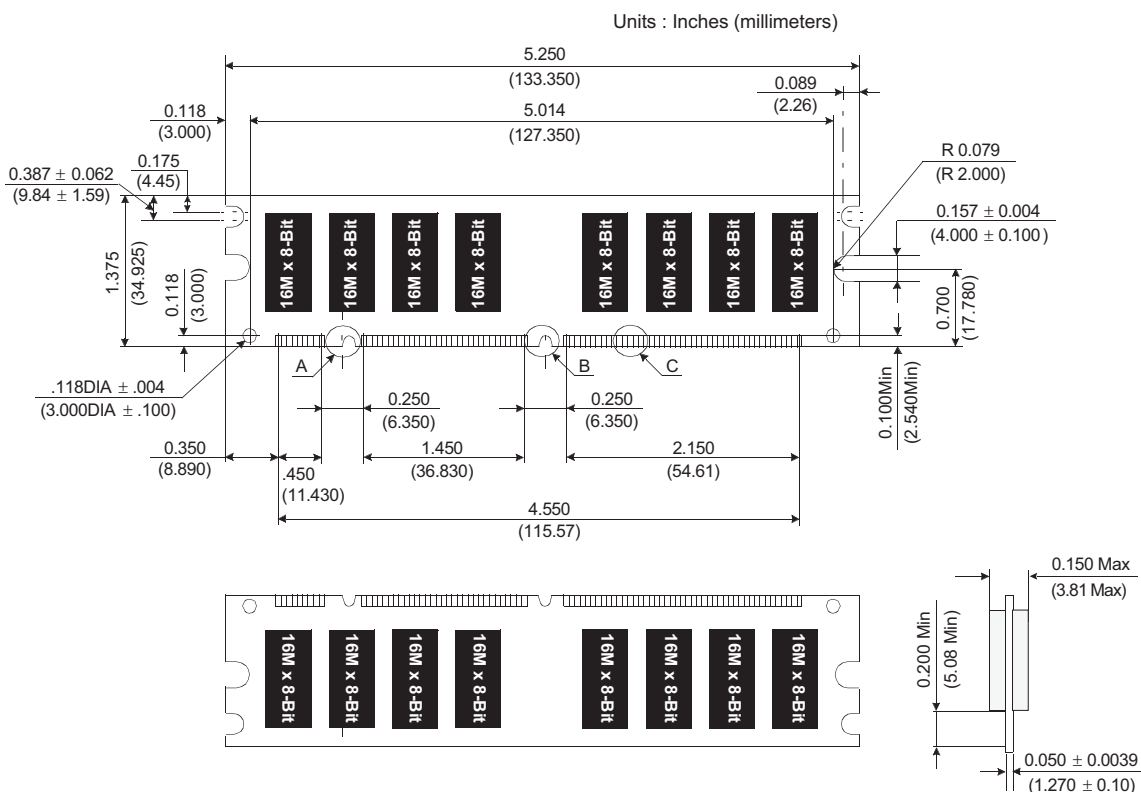 Units : Inches (millimeters)
5.250
(133.350)
0.089
(2.26)
0.118
(3.000)
5.014
(127.350)
R 0.079
(R 2.000)
0.175
(4.45)
0.387 ± 0.062
(9.84 ± 1.59)
0.157 ± 0.004
(4.000 ± 0.100 )
16M x 8-Bit
16M x 8-Bit
16M x 8-Bit
16M x 8-Bit
16M x 8-Bit
16M x 8-Bit
16M x 8-Bit
16M x 8-Bit
1.375
(34.925)
0.118
(3.000)
0.700
(17.780)
A
B
C
.118DIA ± .004
(3.000DIA ± .100)
0.250
(6.350)
0.250
(6.350)
0.100Min
(2.540Min)
0.350
(8.890)
.450
(11.430)
1.450
(36.830)
2.150
(54.61)
4.550
(115.57)
0.150 Max
(3.81 Max)
16M x 8-Bit
16M x 8-Bit
16M x 8-Bit
16M x 8-Bit
16M x 8-Bit
16M x 8-Bit
16M x 8-Bit
16M x 8-Bit
0.200 Min
(5.08 Min)
0.050 ± 0.0039
(1.270 ± 0.10)